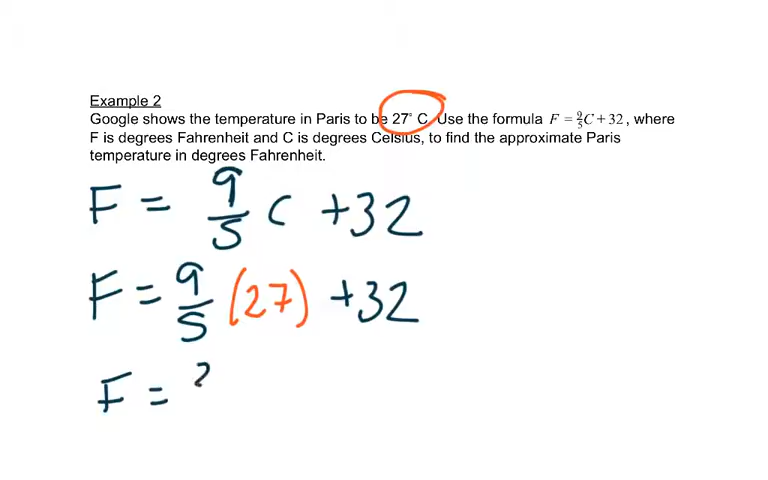 Example 2
Google shows the temperature in Paris to be 27° C. Use the formula F = 9/5 C + 32, where
F is degrees Fahrenheit and C is degrees Celsius, to find the approximate Paris
temperature in degrees Fahrenheit.
F = 9/5 C + 32
F = 9/5 (27) + 32
F = 2